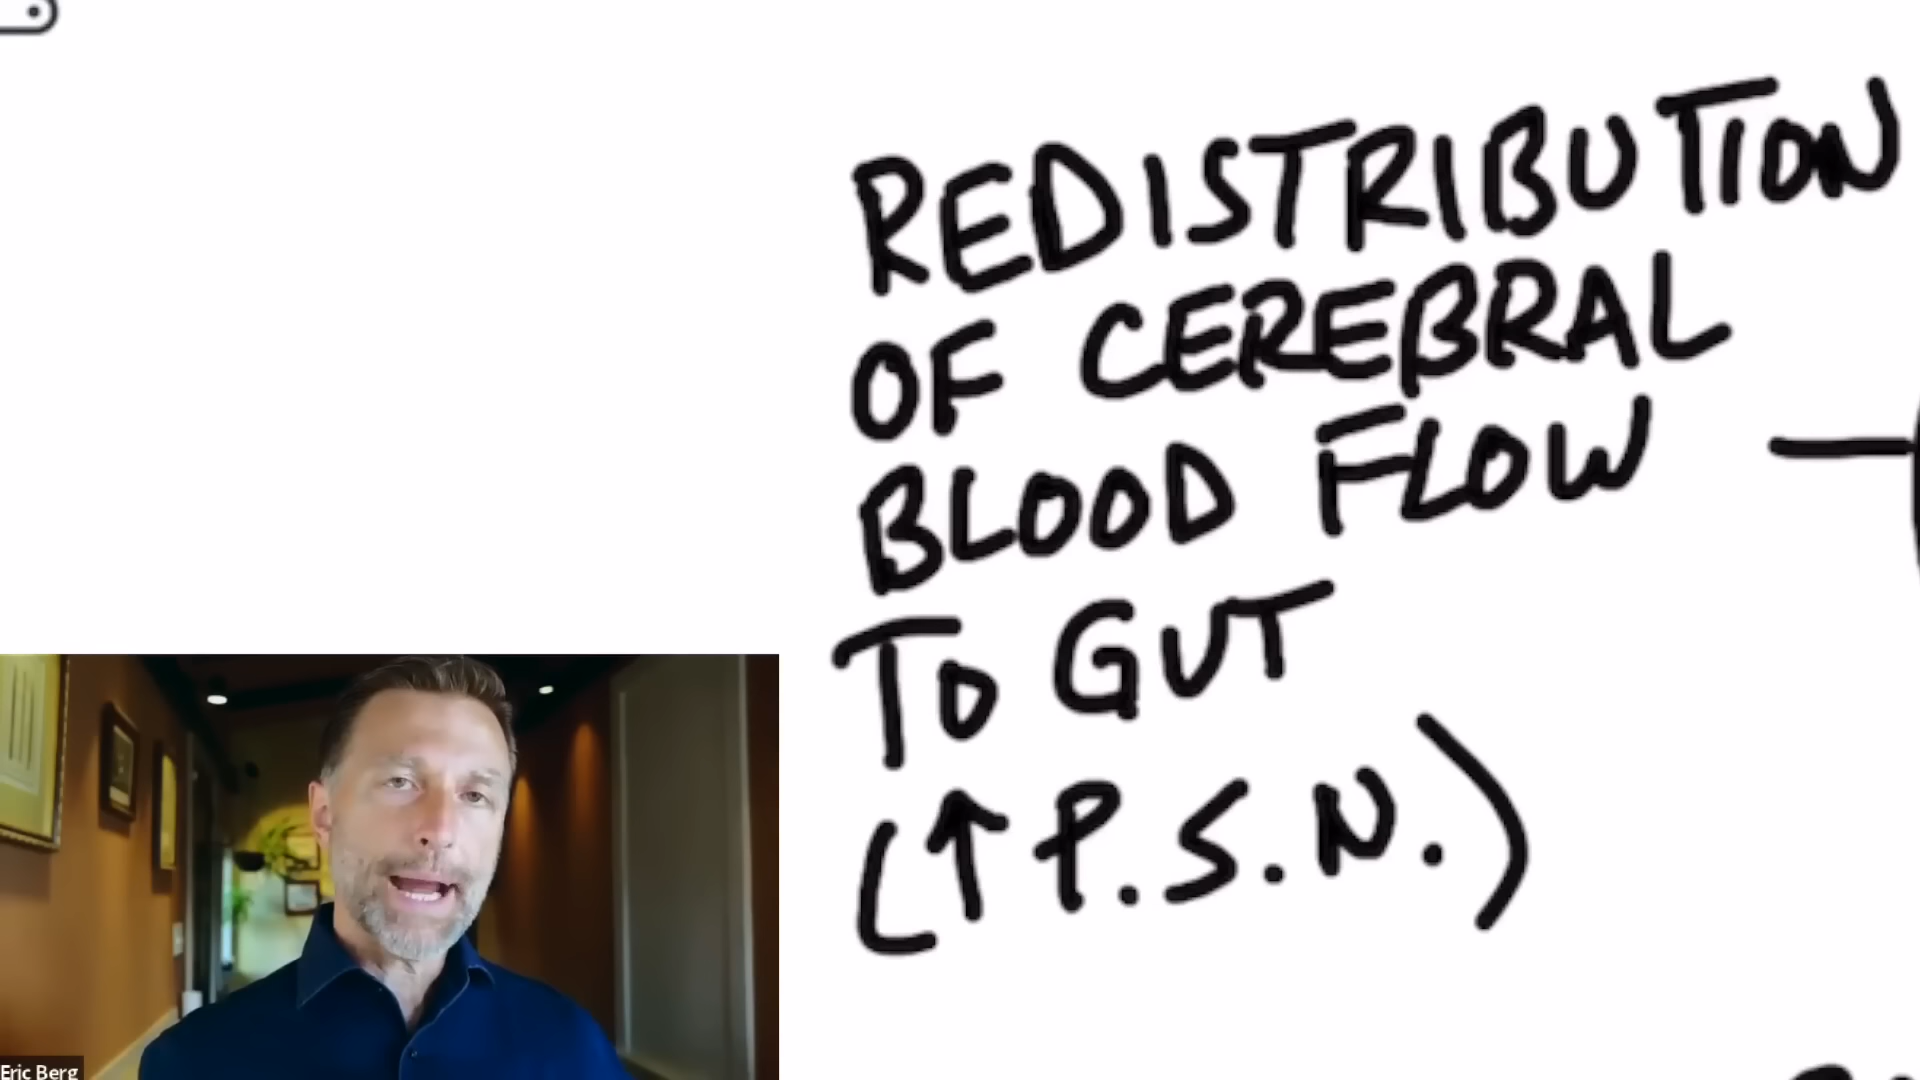 REDISTRIBUTION
OF CEREBRAL
BLOOD FLOW
TO GUT
(↑ P.S.N.)
Eric Berg